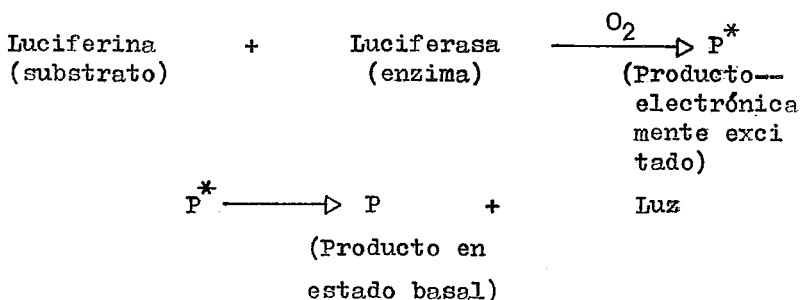 O2
Luciferina + Luciferasa P*
(substrato) (enzima) (Producto--
electrónica
mente exci
tado)
P* P + Luz
(Producto en
estado basal)